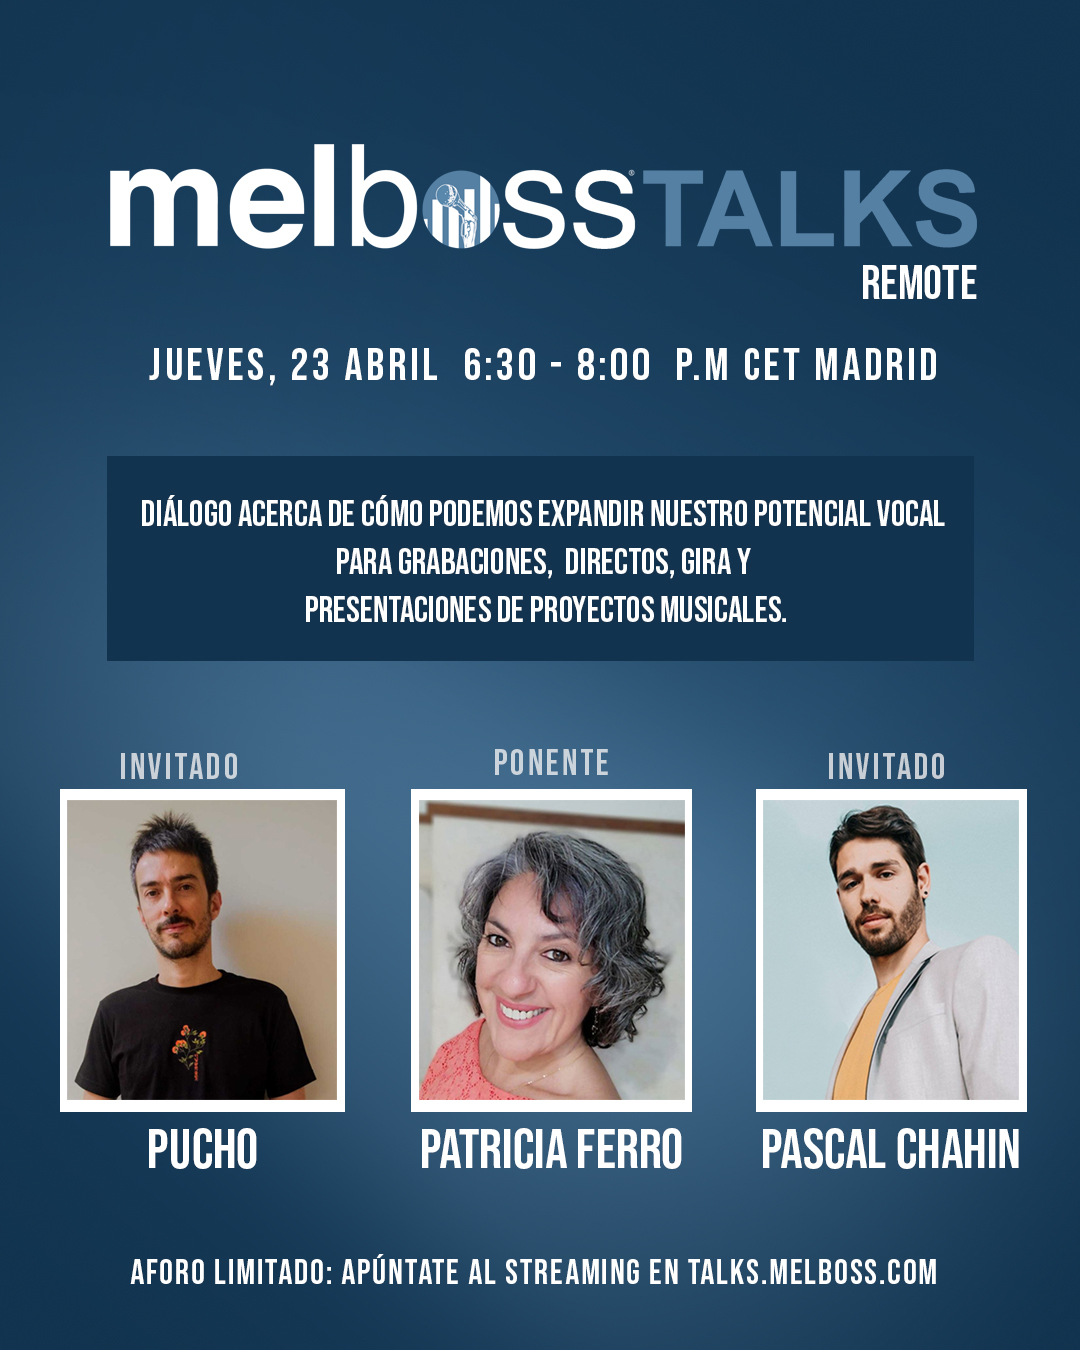 melboss® TALKS
REMOTE
JUEVES, 23 ABRIL 6:30 - 8:00 P.M CET MADRID
DIÁLOGO ACERCA DE CÓMO PODEMOS EXPANDIR NUESTRO POTENCIAL VOCAL
PARA GRABACIONES, DIRECTOS, GIRA Y
PRESENTACIONES DE PROYECTOS MUSICALES.
INVITADO PONENTE INVITADO
PUCHO PATRICIA FERRO PASCAL CHAHIN
AFORO LIMITADO: APÚNTATE AL STREAMING EN TALKS.MELBOSS.COM